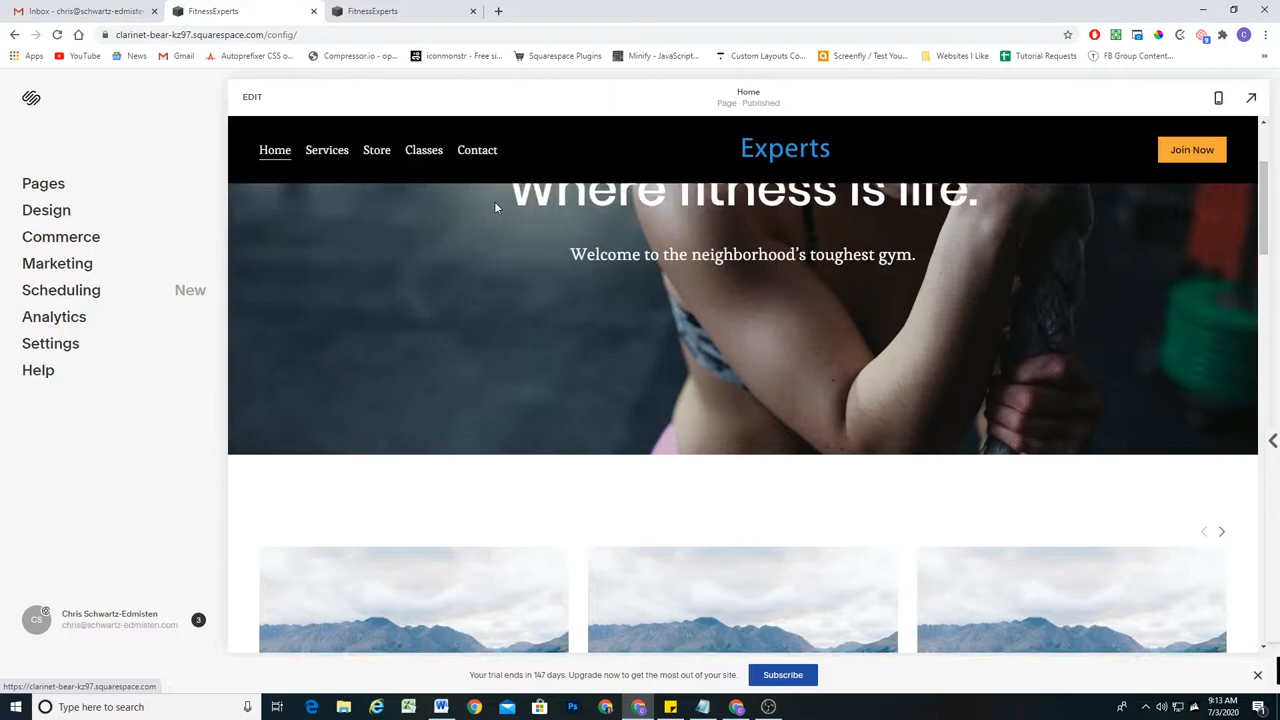 Inbox - chris@schwartz-edmisten
FitnessExperts
FitnessExperts
clarinet-bear-kz97.squarespace.com/config/
Apps
YouTube
Gmail
News
Autoprefixer CSS o...
Compressor.io - op...
iconmonstr - Free si...
Squarespace Plugins
Minify - JavaScript...
Custom Layouts Co...
Screenfly / Test You...
Websites I Like
Tutorial Requests
FB Group Content...
EDIT
Home
Page · Published
Home
Services
Store
Classes
Contact
Experts
Join Now
Pages
Design
Commerce
Marketing
Scheduling
New
Analytics
Settings
Help
Where fitness is life.
Welcome to the neighborhood's toughest gym.
CS
Chris Schwartz-Edmisten
chris@schwartz-edmisten.com
3
Your trial ends in 147 days. Upgrade now to get the most out of your site.
Subscribe
https://clarinet-bear-kz97.squarespace.com
Type here to search
9:13 AM
7/3/2020